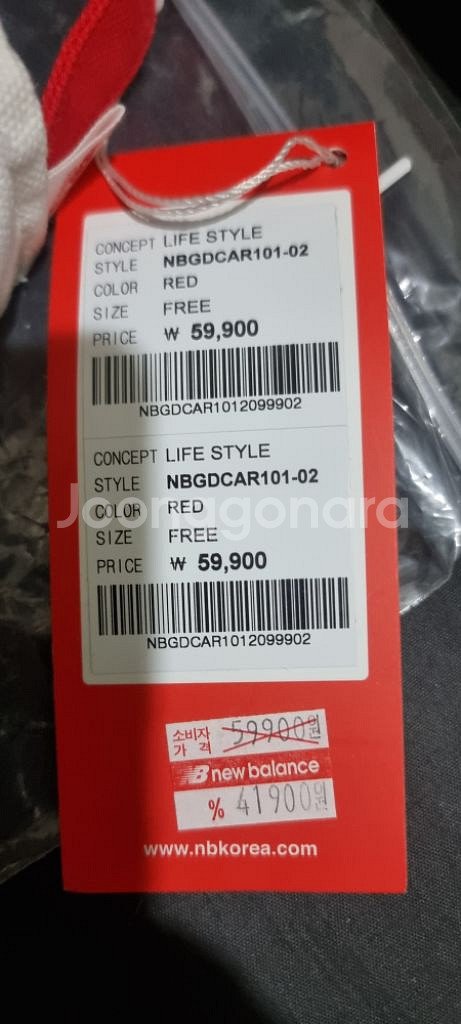 CONCEPT LIFE STYLE
STYLE NBGDCAR101-02
COLOR RED
SIZE FREE
PRICE ₩ 59,900
NBGDCAR1012099902
CONCEPT LIFE STYLE
STYLE NBGDCAR101-02
COLOR RED
Joongonara
SIZE FREE
PRICE ₩ 59,900
NBGDCAR1012099902
소비자
가격 59900원
NB new balance
% 41900원
www.nbkorea.com